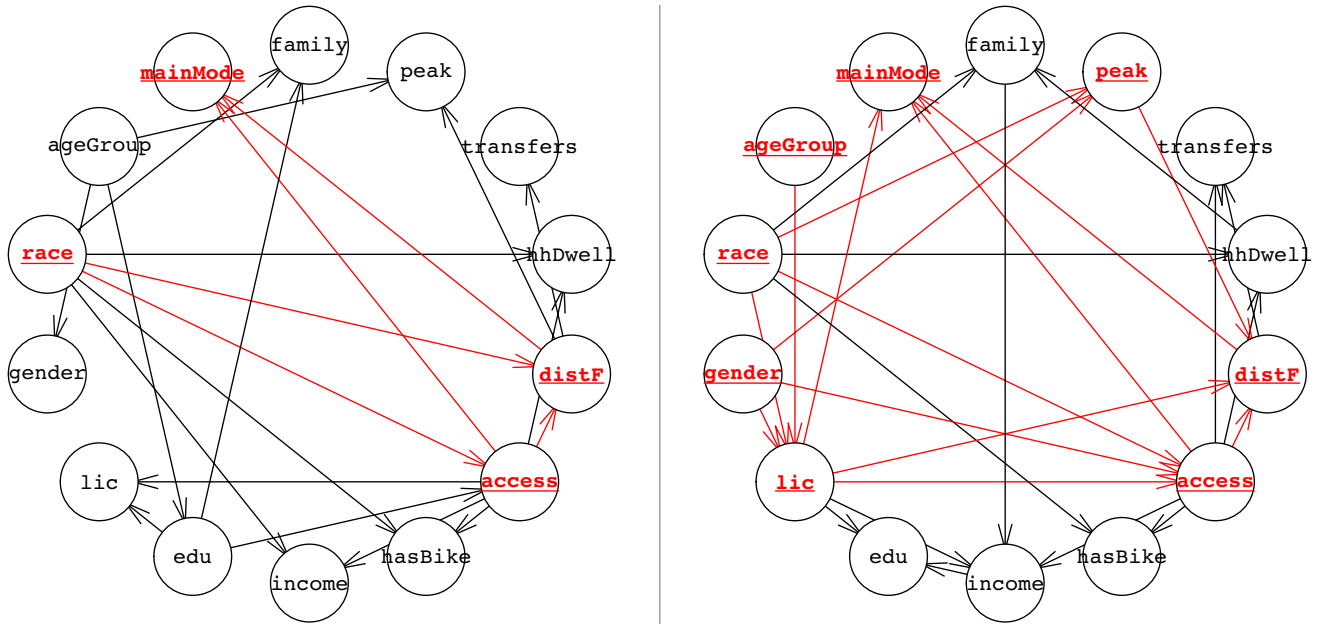 family
mainMode
peak
ageGroup
transfers
race
hhDwell
gender
distF
lic
access
edu
hasBike
income
family
mainMode
peak
ageGroup
transfers
race
hhDwell
gender
distF
lic
access
edu
hasBike
income